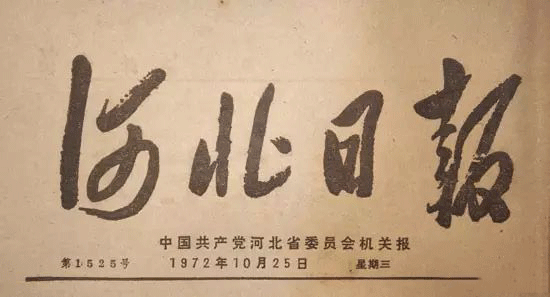 河北日報
中国共产党河北省委员会机关报
第1525号 1972年10月25日 星期三